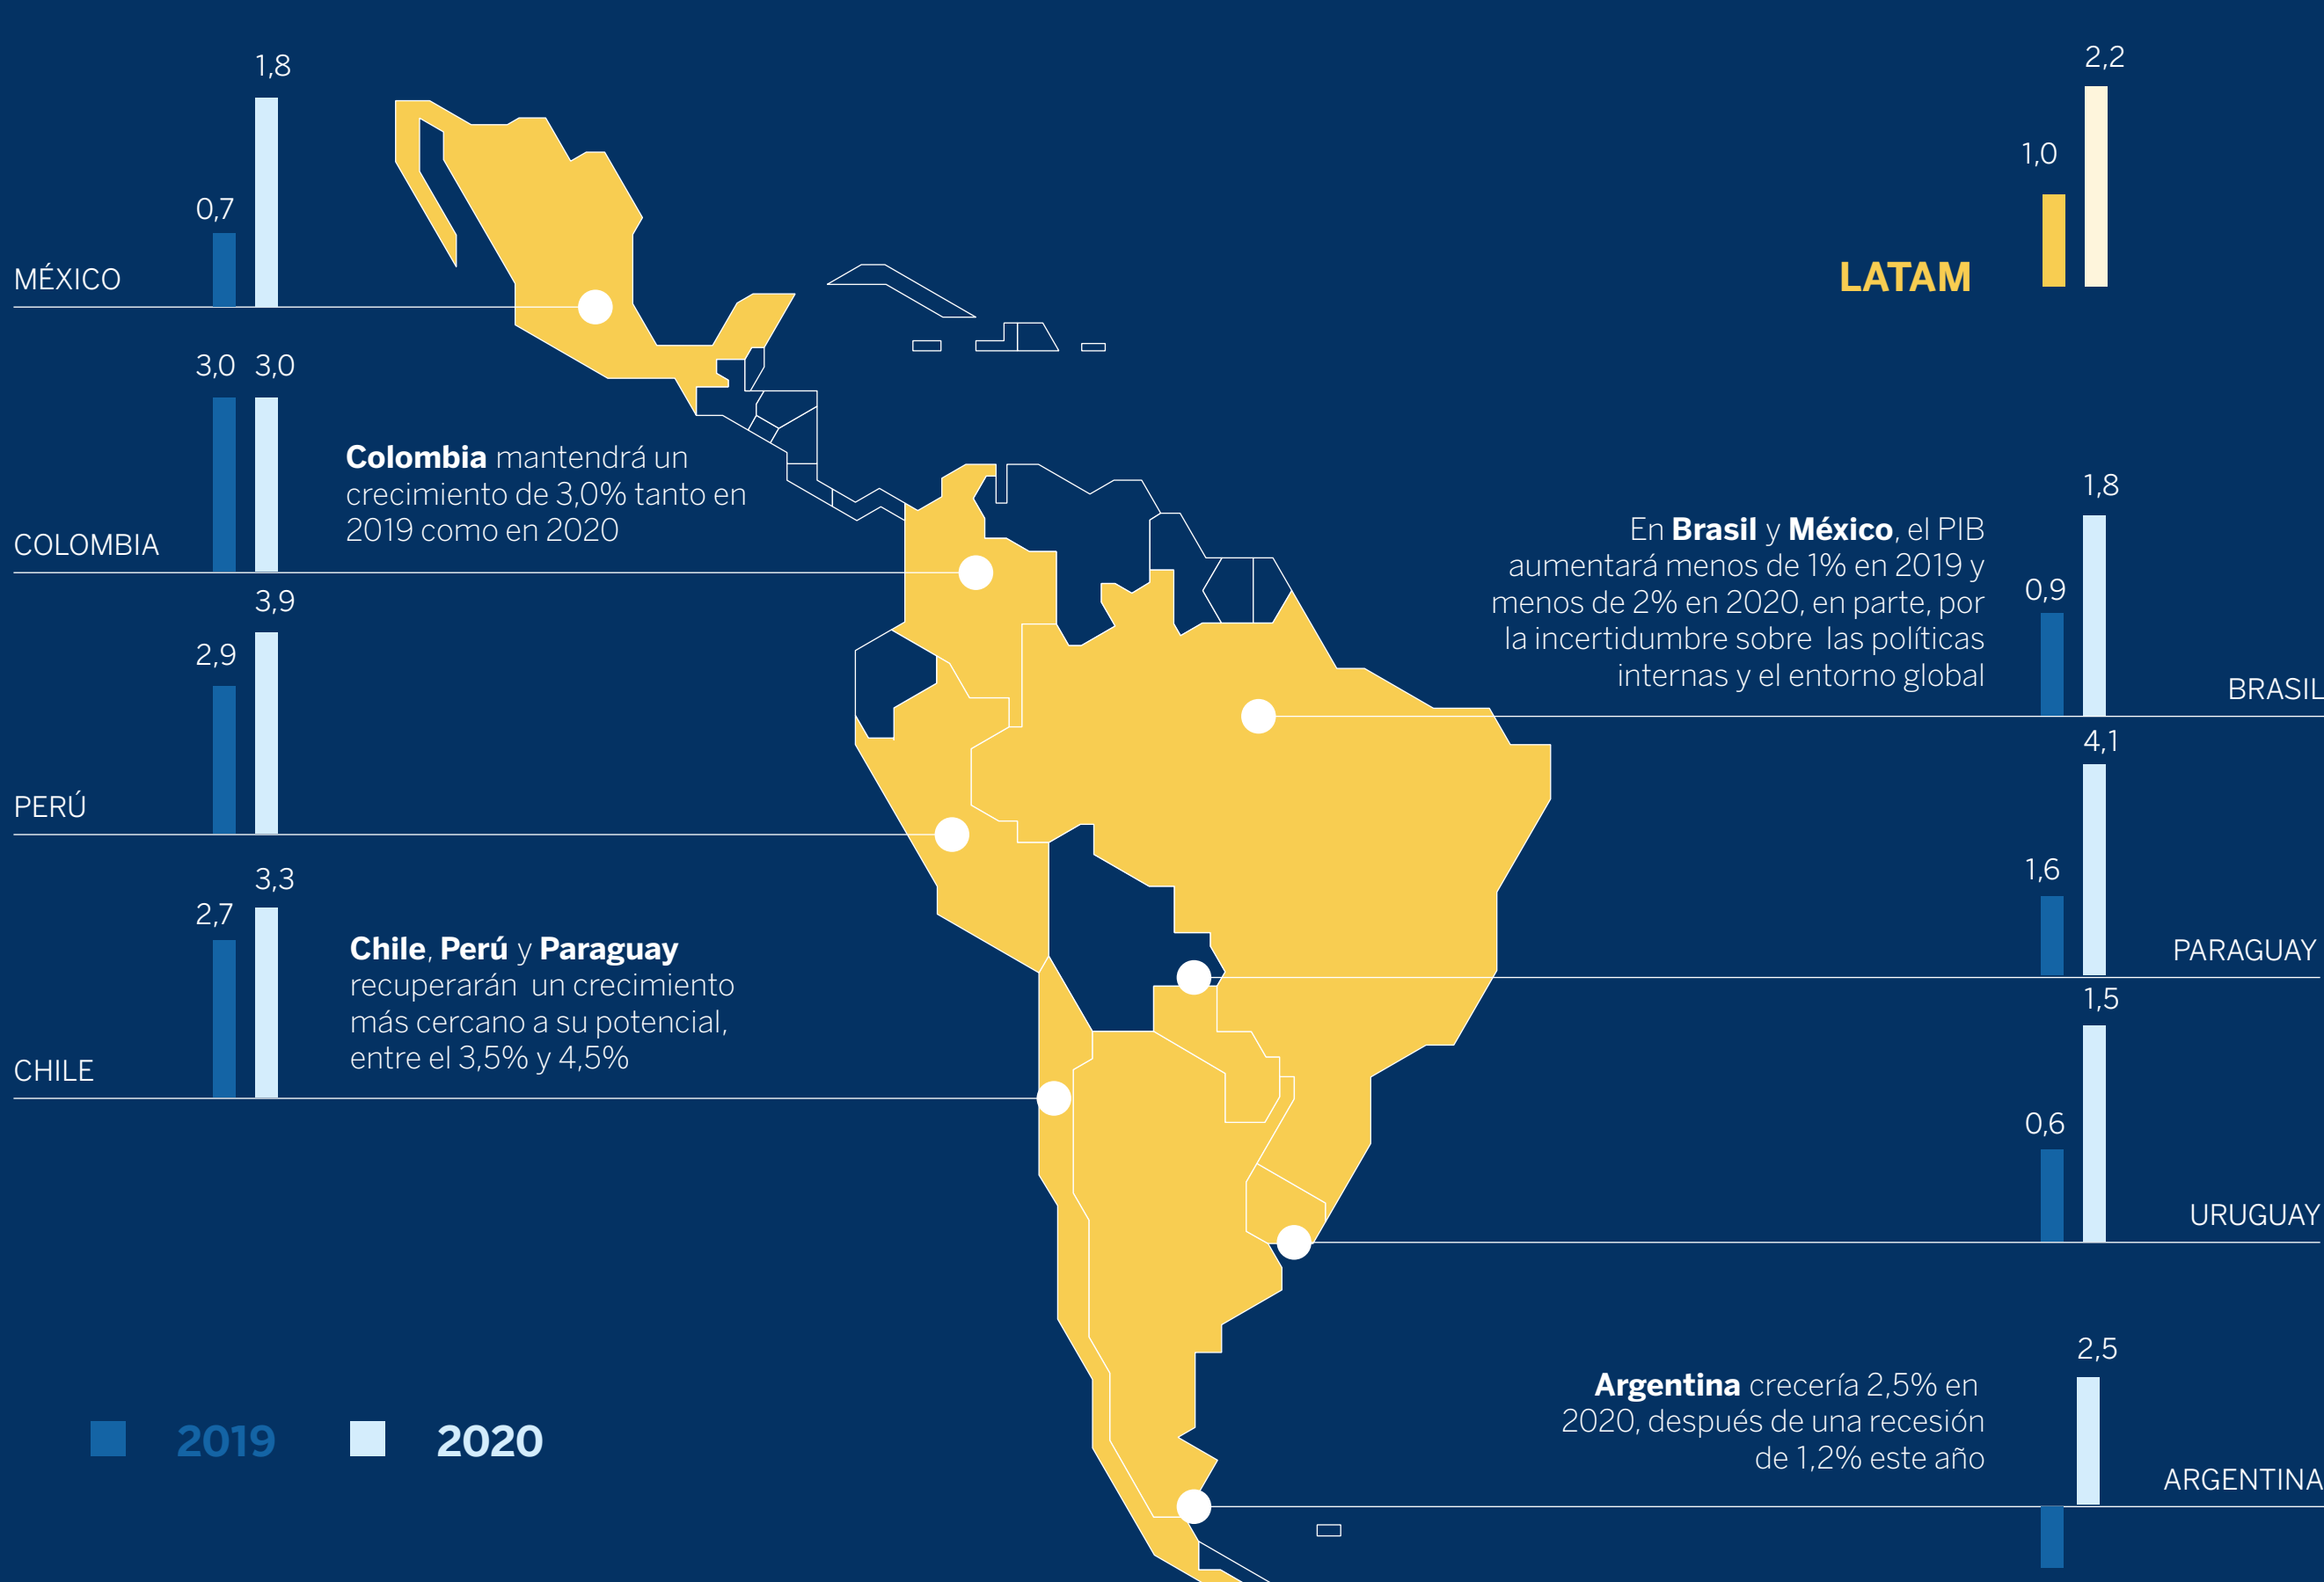 1,8
0,7
MÉXICO
3,0 3,0
Colombia mantendrá un
crecimiento de 3,0% tanto en
2019 como en 2020
COLOMBIA
3,9
2,9
PERÚ
3,3
2,7
Chile, Perú y Paraguay
recuperarán un crecimiento
más cercano a su potencial,
entre el 3,5% y 4,5%
CHILE
2019 2020
2,2
1,0
LATAM
1,8
0,9
En Brasil y México, el PIB
aumentará menos de 1% en 2019 y
menos de 2% en 2020, en parte, por
la incertidumbre sobre las políticas
internas y el entorno global
BRASIL
4,1
1,6
PARAGUAY
1,5
0,6
URUGUAY
2,5
Argentina crecería 2,5% en
2020, después de una recesión
de 1,2% este año
ARGENTINA